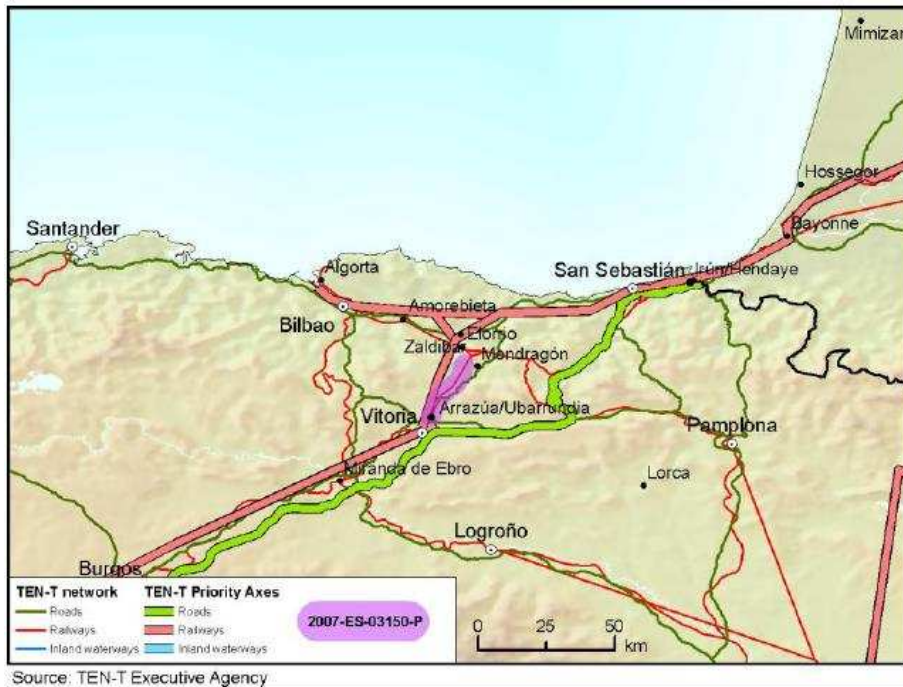 Mimizan
Hossegor
Bayonne
Santander
San Sebastián
Irún/Hendaye
Algorta
Amorebieta
Bilbao
Elorrio
Zaldibar
Mondragón
Arrazúa/Ubarrundia
Vitoria
Pamplona
Miranda de Ebro
Lorca
Logroño
Burgos
TEN-T network
Roads
Railways
Inland waterways
TEN-T Priority Axes
Roads
Railways
Inland waterways
2007-ES-03150-P
0 25 50
km
Source: TEN-T Executive Agency